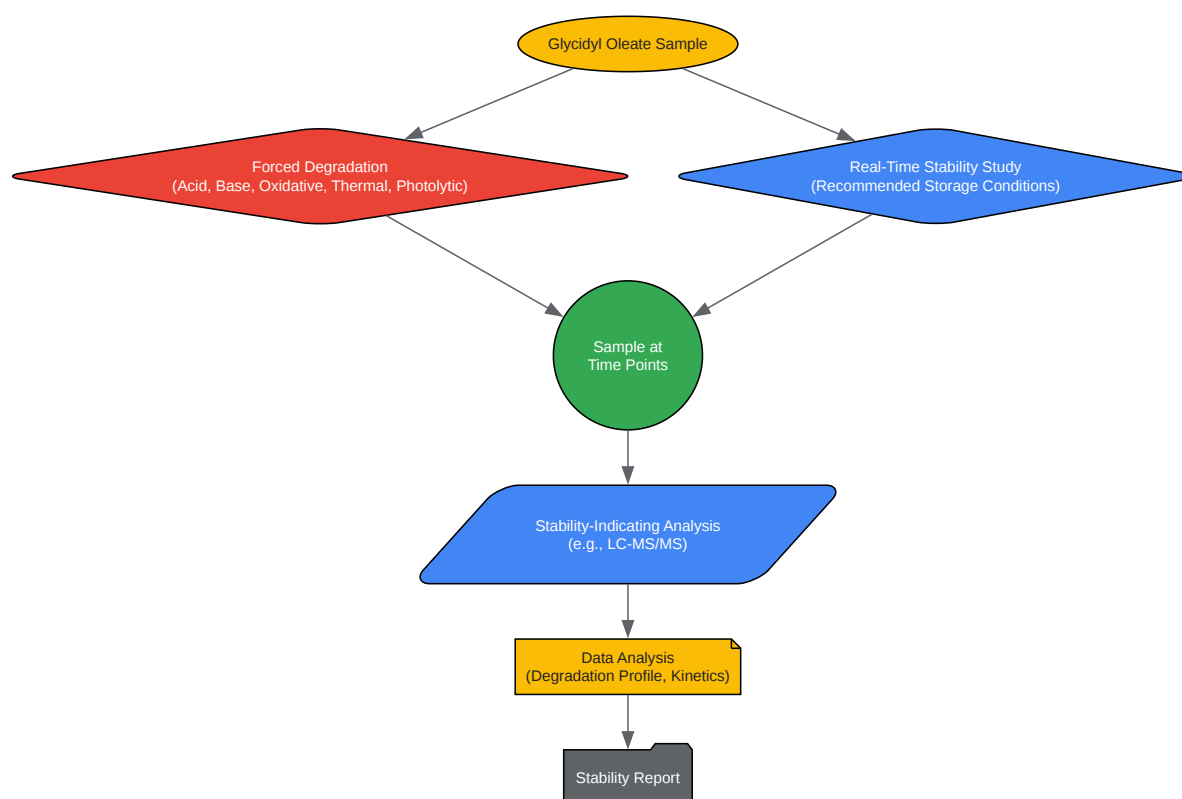 Glycidyl Oleate Sample
Forced Degradation
(Acid, Base, Oxidative, Thermal, Photolytic)
Real-Time Stability Study
(Recommended Storage Conditions)
Sample at
Time Points
Stability-Indicating Analysis
(e.g., LC-MS/MS)
Data Analysis
(Degradation Profile, Kinetics)
Stability Report